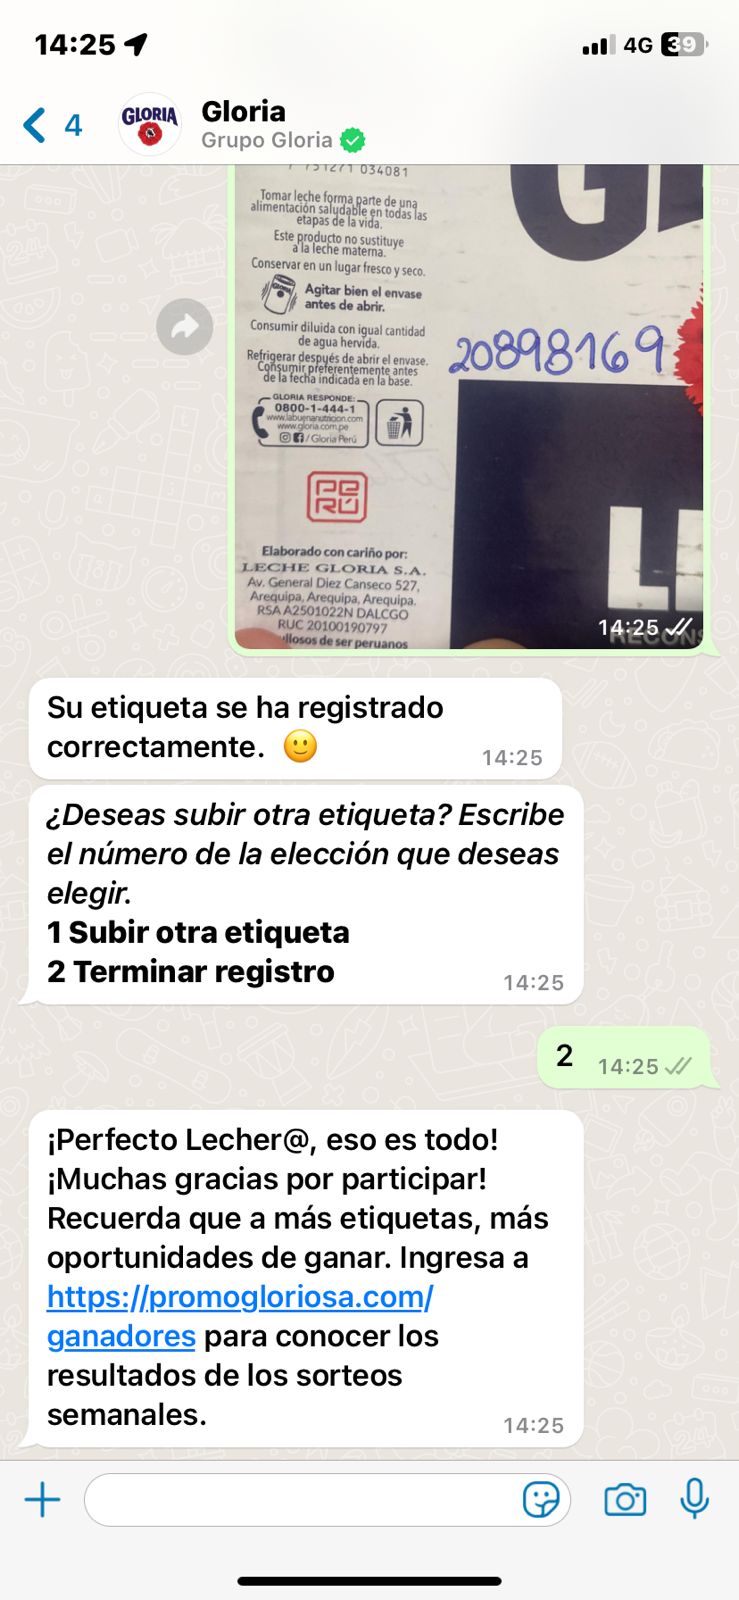 14:25
4G
39
4
GLORIA
Gloria
Grupo Gloria
7 751271 034081
Tomar leche forma parte de una
alimentación saludable en todas las
etapas de la vida.
Este producto no sustituye
a la leche materna.
Conservar en un lugar fresco y seco.
Agitar bien el envase
antes de abrir.
Consumir diluida con igual cantidad
de agua hervida.
Refrigerar después de abrir el envase.
Consumir preferentemente antes
de la fecha indicada en la base.
GLORIA RESPONDE:
0800-1-444-1
www.labuenanutricion.com
www.gloria.com.pe
/Gloria Perú
PERÚ
Elaborado con cariño por:
LECHE GLORIA S.A.
Av. General Diez Canseco 527,
Arequipa, Arequipa, Arequipa.
RSA A2501022N DALCGO
RUC 20100190797
llosos de ser peruanos
G
20898169
LE
RECONS
14:25
Su etiqueta se ha registrado
correctamente. 🙂
14:25
¿Deseas subir otra etiqueta? Escribe
el número de la elección que deseas
elegir.
1 Subir otra etiqueta
2 Terminar registro
14:25
2
14:25
¡Perfecto Lecher@, eso es todo!
¡Muchas gracias por participar!
Recuerda que a más etiquetas, más
oportunidades de ganar. Ingresa a
https://promogloriosa.com/
ganadores para conocer los
resultados de los sorteos
semanales.
14:25